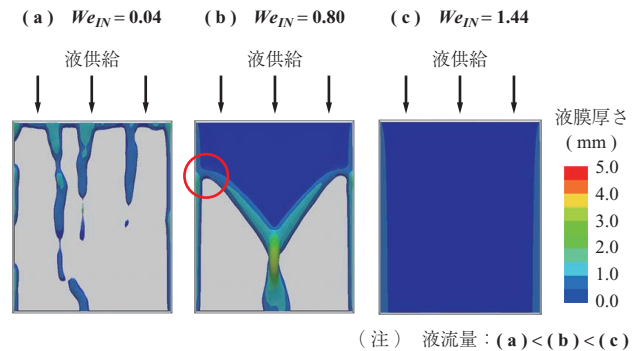 (a) We_IN = 0.04
(b) We_IN = 0.80
(c) We_IN = 1.44
液供給
液供給
液供給
液膜厚さ
(mm)
5.0
4.0
3.0
2.0
1.0
0.0
(注) 液流量：(a)<(b)<(c)